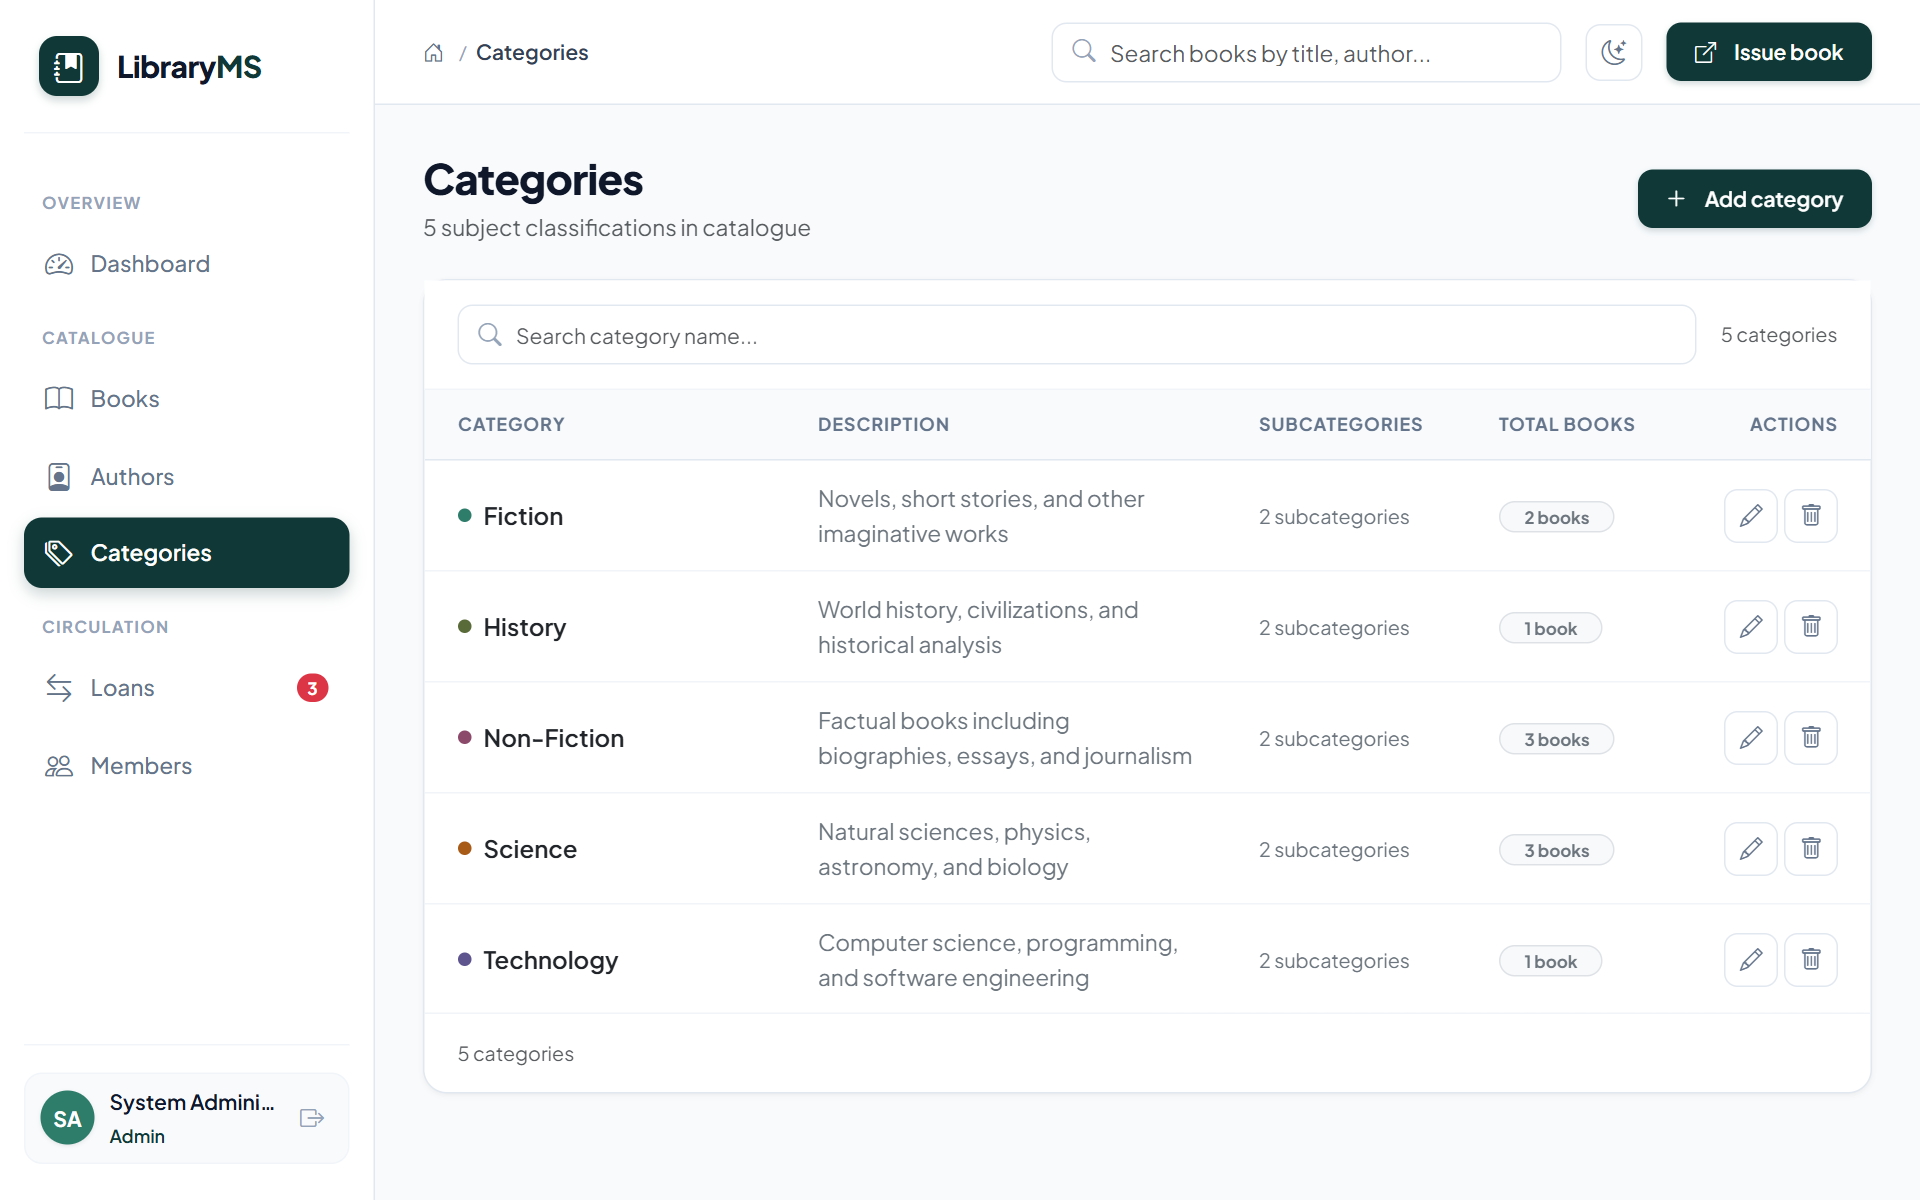 LibraryMS
OVERVIEW
Dashboard
CATALOGUE
Books
Authors
Categories
CIRCULATION
Loans 3
Members
SA
System Admini...
Admin
/ Categories
Search books by title, author...
Issue book
Categories
5 subject classifications in catalogue
Add category
Search category name...
5 categories
CATEGORY DESCRIPTION SUBCATEGORIES TOTAL BOOKS ACTIONS
Fiction
Novels, short stories, and other
imaginative works
2 subcategories
2 books
History
World history, civilizations, and
historical analysis
2 subcategories
1 book
Non-Fiction
Factual books including
biographies, essays, and journalism
2 subcategories
3 books
Science
Natural sciences, physics,
astronomy, and biology
2 subcategories
3 books
Technology
Computer science, programming,
and software engineering
2 subcategories
1 book
5 categories